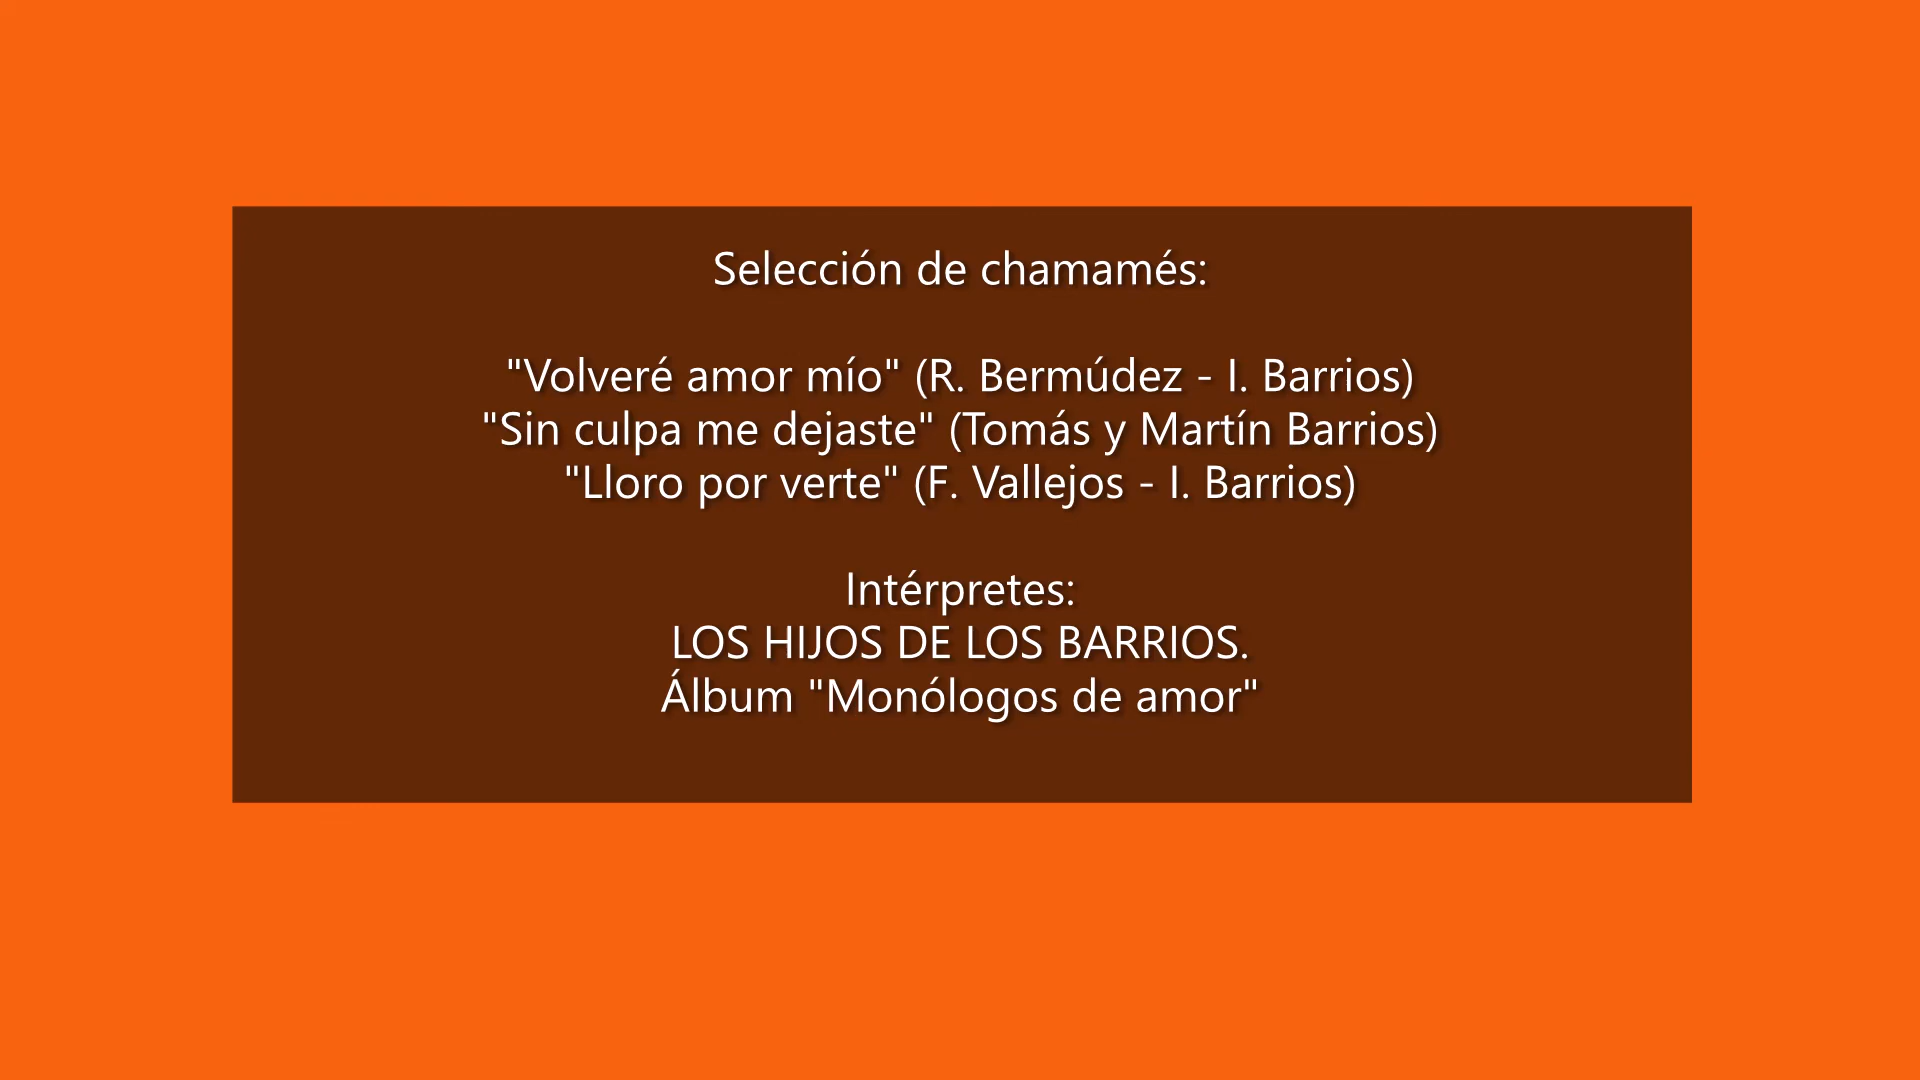 Selección de chamamés:
"Volveré amor mío" (R. Bermúdez - I. Barrios)
"Sin culpa me dejaste" (Tomás y Martín Barrios)
"Lloro por verte" (F. Vallejos - I. Barrios)
Intérpretes:
LOS HIJOS DE LOS BARRIOS.
Álbum "Monólogos de amor"